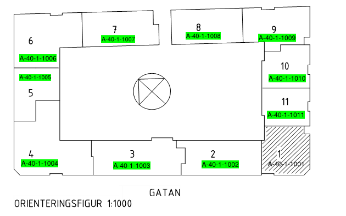 7
A-40-1-1007
8
A-40-1-1008
9
A-40-1-1009
6
A-40-1-1006
10
A-40-1-1010
A-40-1-1005
5
11
A-40-1-1011
4
A-40-1-1004
3
A-40-1-1003
2
A-40-1-1002
1
A-40-1-1001
GATAN
ORIENTERINGSFIGUR 1:1000